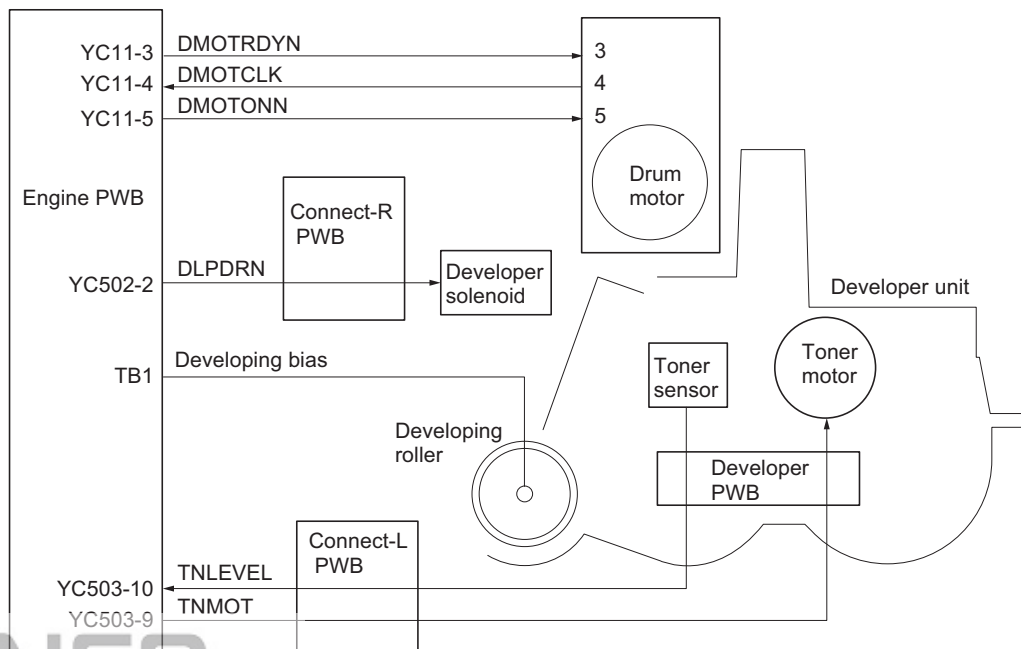 YC11-3 DMOTRDYN 3
YC11-4 DMOTCLK 4
YC11-5 DMOTONN 5
Drum
motor
Engine PWB
Connect-R
PWB
YC502-2 DLPDRN
Developer
solenoid
Developer unit
TB1 Developing bias
Toner
sensor
Toner
motor
Developing
roller
Developer
PWB
Connect-L
PWB
YC503-10 TNLEVEL
YC503-9 TNMOT